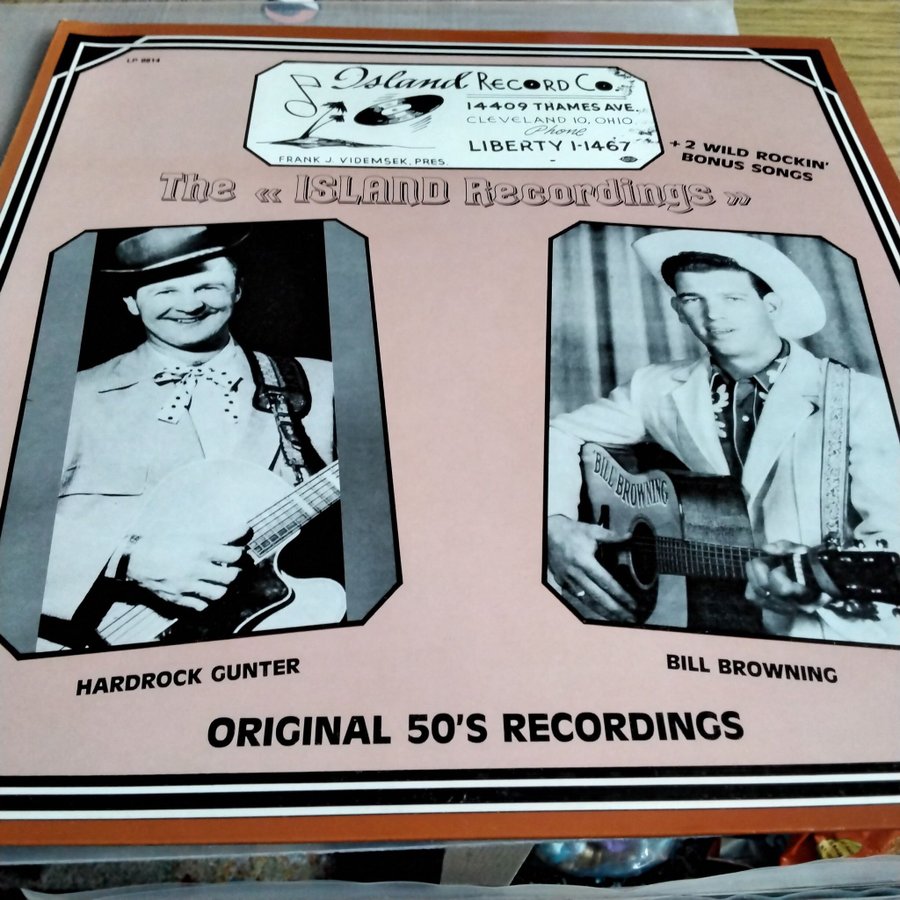 LP 8814
Island RECORD CO.
14409 THAMES AVE.
CLEVELAND 10, OHIO
Phone
LIBERTY 1-1467
FRANK J. VIDEMSEK, PRES.
+ 2 WILD ROCKIN'
BONUS SONGS
The « ISLAND Recordings »
BILL BROWNING
HARDROCK GUNTER
BILL BROWNING
ORIGINAL 50'S RECORDINGS